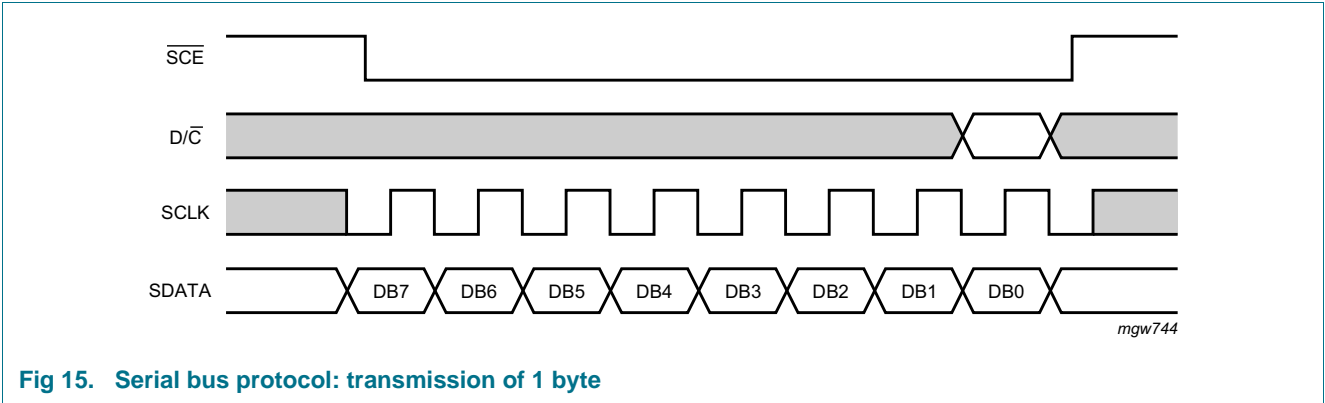 S̅C̅E̅
D/C̅
SCLK
SDATA DB7 DB6 DB5 DB4 DB3 DB2 DB1 DB0
mgw744
Fig 15. Serial bus protocol: transmission of 1 byte